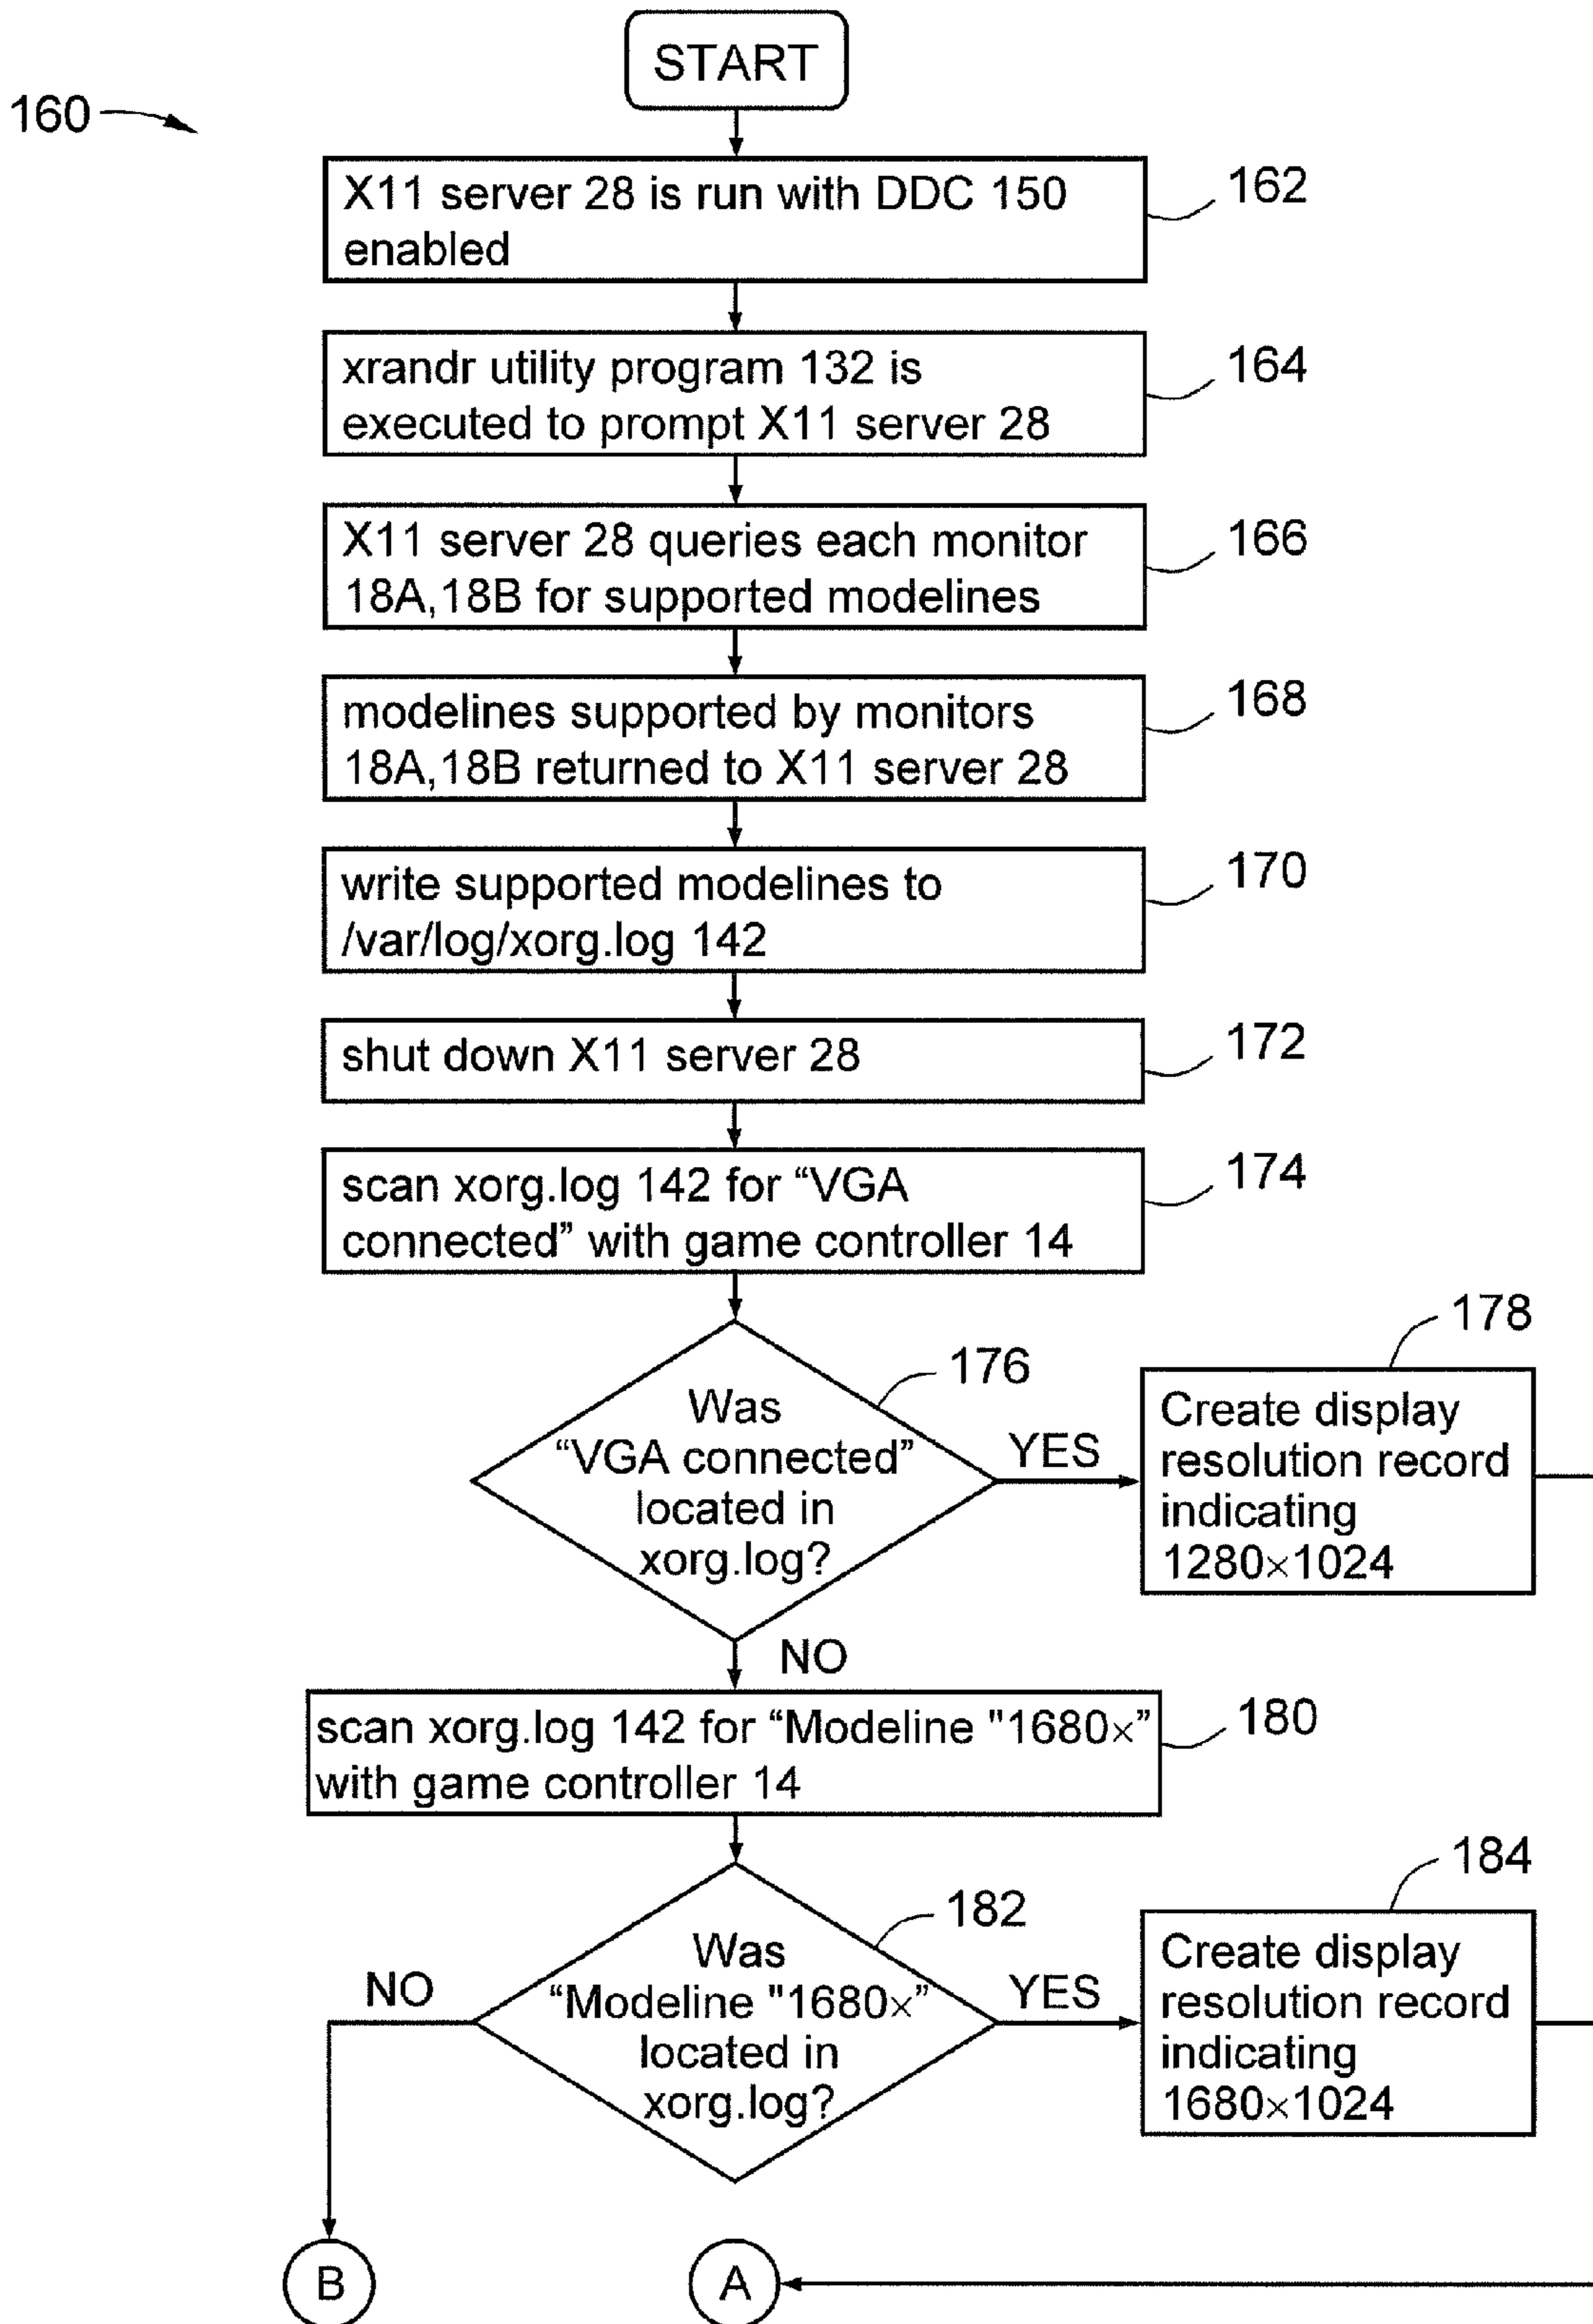 START
160
X11 server 28 is run with DDC 150
enabled
162
xrandr utility program 132 is
executed to prompt X11 server 28
164
X11 server 28 queries each monitor
18A,18B for supported modelines
166
modelines supported by monitors
18A,18B returned to X11 server 28
168
write supported modelines to
/var/log/xorg.log 142
170
shut down X11 server 28
172
scan xorg.log 142 for “VGA
connected” with game controller 14
174
Was
“VGA connected”
located in
xorg.log?
176
YES
178
Create display
resolution record
indicating
1280×1024
NO
scan xorg.log 142 for “Modeline "1680×”
with game controller 14
180
Was
“Modeline "1680×”
located in
xorg.log?
182
NO
YES
184
Create display
resolution record
indicating
1680×1024
B
A